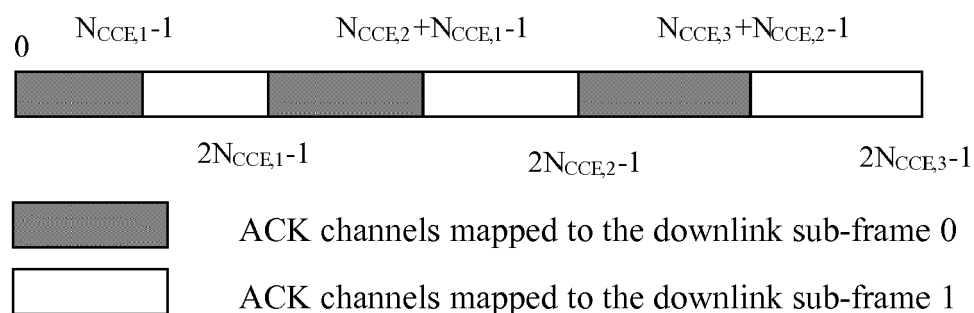 0
N_CCE,1-1
N_CCE,2+N_CCE,1-1
N_CCE,3+N_CCE,2-1
2N_CCE,1-1
2N_CCE,2-1
2N_CCE,3-1
ACK channels mapped to the downlink sub-frame 0
ACK channels mapped to the downlink sub-frame 1